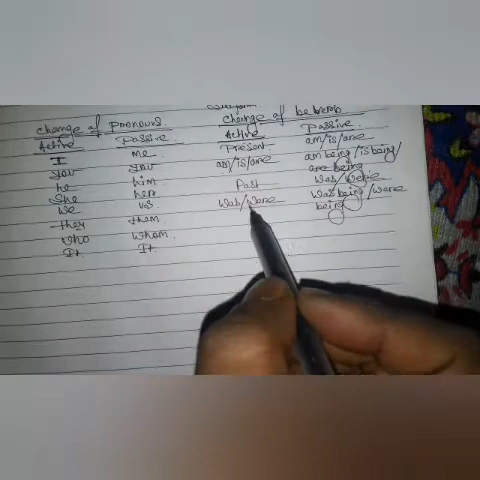 change of pronouns change of be verb
Active Passive Active Passive
I me Present am/is/are
you you am/is/are am being/is being/
he him are being
she her Past was/were
we us was/were was being/were
they them being
who whom
It It